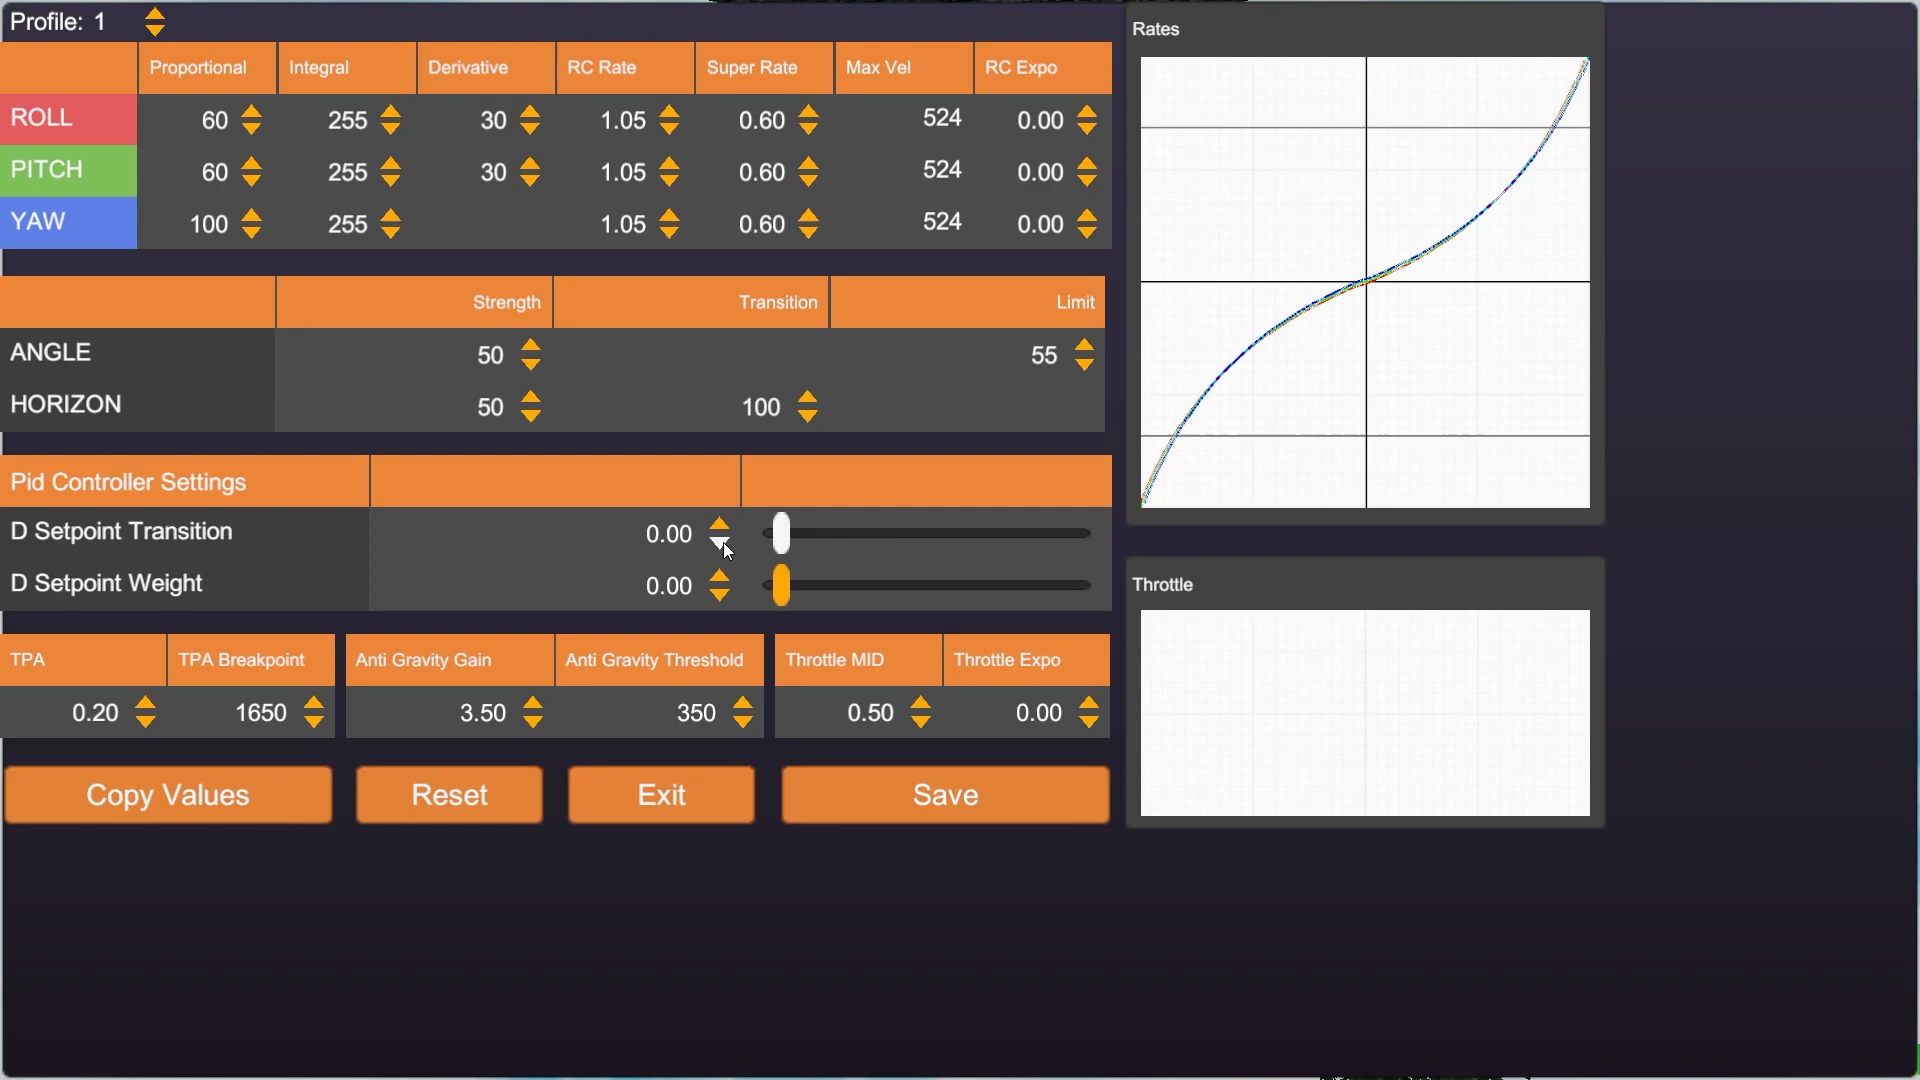 Profile: 1
Proportional Integral Derivative RC Rate Super Rate Max Vel RC Expo
ROLL 60 255 30 1.05 0.60 524 0.00
PITCH 60 255 30 1.05 0.60 524 0.00
YAW 100 255 1.05 0.60 524 0.00
Strength Transition Limit
ANGLE 50 55
HORIZON 50 100
Pid Controller Settings
D Setpoint Transition 0.00
D Setpoint Weight 0.00
TPA TPA Breakpoint Anti Gravity Gain Anti Gravity Threshold Throttle MID Throttle Expo
0.20 1650 3.50 350 0.50 0.00
Copy Values Reset Exit Save
Rates
Throttle